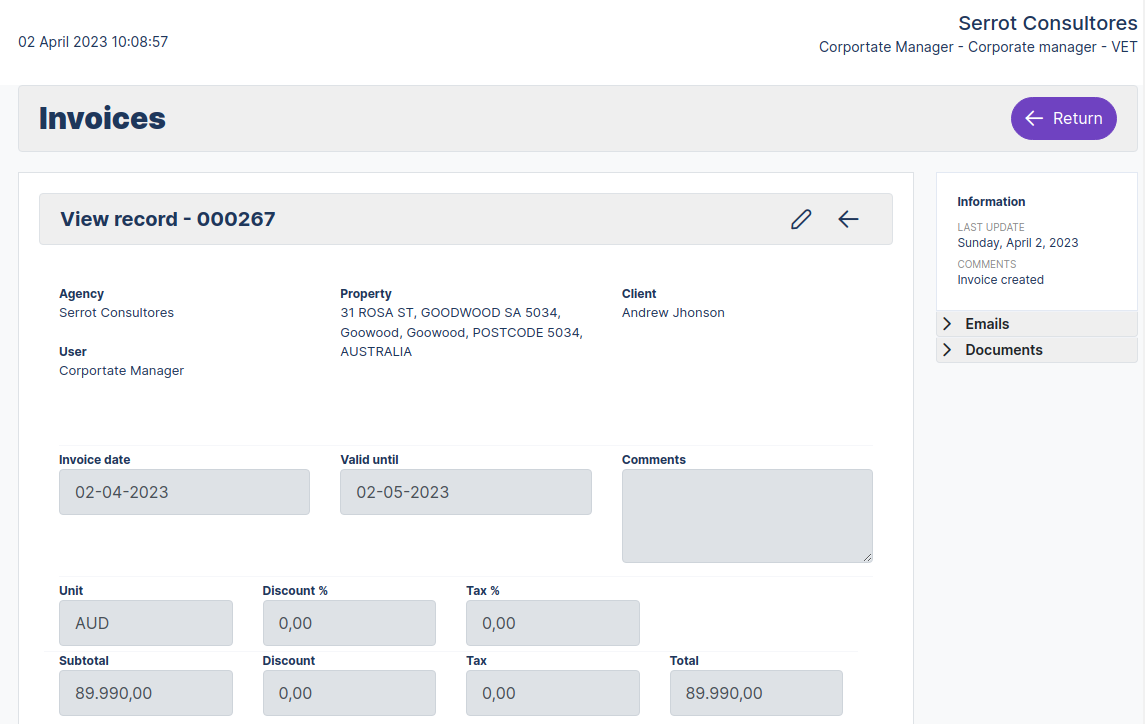 Serrot Consultores
02 April 2023 10:08:57
Corportate Manager - Corporate manager - VET
Invoices
Return
View record - 000267
Agency
Serrot Consultores
User
Corportate Manager
Property
31 ROSA ST, GOODWOOD SA 5034,
Goowood, Goowood, POSTCODE 5034,
AUSTRALIA
Client
Andrew Jhonson
Invoice date
02-04-2023
Valid until
02-05-2023
Comments
Unit
AUD
Discount %
0,00
Tax %
0,00
Subtotal
89.990,00
Discount
0,00
Tax
0,00
Total
89.990,00
Information
LAST UPDATE
Sunday, April 2, 2023
COMMENTS
Invoice created
Emails
Documents